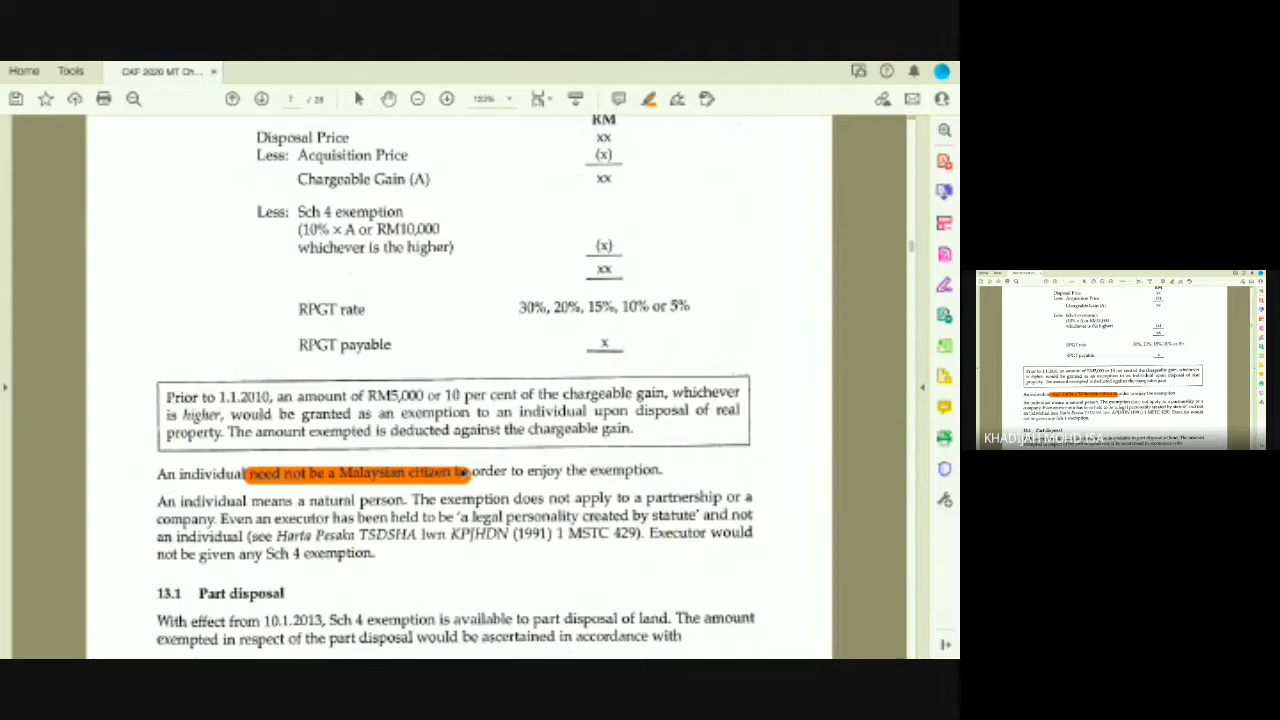 Home Tools CKF 2020 MT Ch... ×
7 / 28
RM
Disposal Price xx
Less: Acquisition Price (x)
Chargeable Gain (A) xx
Less: Sch 4 exemption
(10% × A or RM10,000
whichever is the higher) (x)
xx
RPGT rate 30%, 20%, 15%, 10% or 5%
RPGT payable x
Prior to 1.1.2010, an amount of RM5,000 or 10 per cent of the chargeable gain, whichever
is higher, would be granted as an exemption to an individual upon disposal of real
property. The amount exempted is deducted against the chargeable gain.
An individual need not be a Malaysian citizen in order to enjoy the exemption.
An individual means a natural person. The exemption does not apply to a partnership or a
company. Even an executor has been held to be 'a legal personality created by statute' and not
an individual (see Harta Pesaka TSDSHA lwn KPJHDN (1991) 1 MSTC 429). Executor would
not be given any Sch 4 exemption.
13.1 Part disposal
With effect from 10.1.2013, Sch 4 exemption is available to part disposal of land. The amount
exempted in respect of the part disposal would be ascertained in accordance with